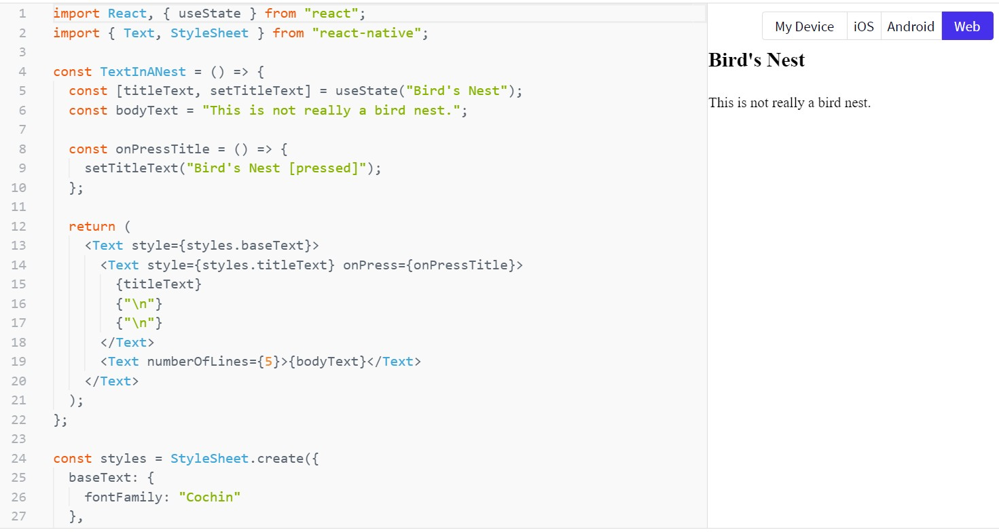 1 import React, { useState } from "react";
2 import { Text, StyleSheet } from "react-native";
3
4 const TextInANest = () => {
5   const [titleText, setTitleText] = useState("Bird's Nest");
6   const bodyText = "This is not really a bird nest.";
7
8   const onPressTitle = () => {
9     setTitleText("Bird's Nest [pressed]");
10   };
11
12   return (
13     <Text style={styles.baseText}>
14       <Text style={styles.titleText} onPress={onPressTitle}>
15         {titleText}
16         {"\n"}
17         {"\n"}
18       </Text>
19       <Text numberOfLines={5}>{bodyText}</Text>
20     </Text>
21   );
22 };
23
24 const styles = StyleSheet.create({
25   baseText: {
26     fontFamily: "Cochin"
27   },
My Device iOS Android Web
Bird's Nest
This is not really a bird nest.